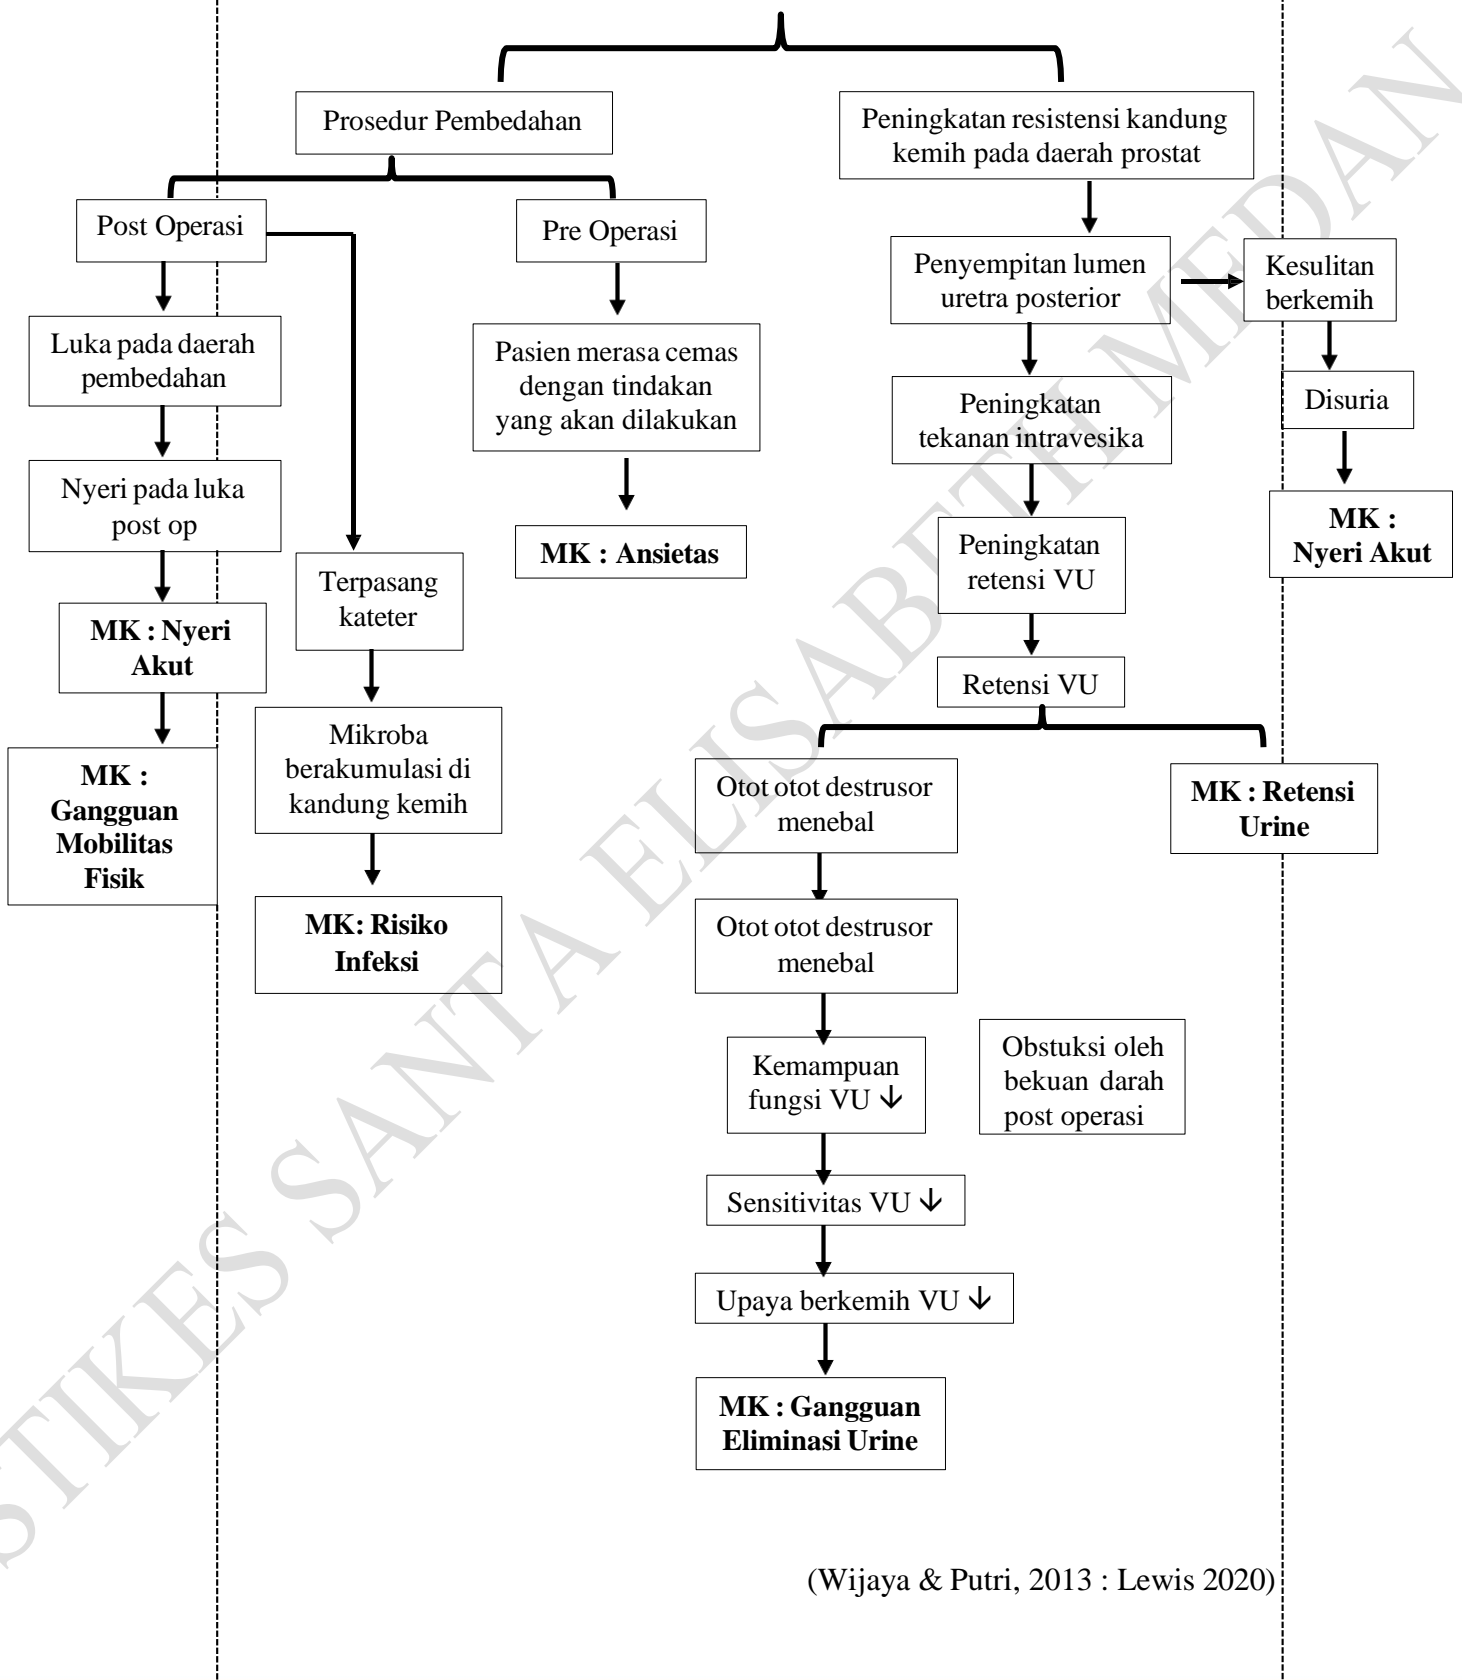 Prosedur Pembedahan
Peningkatan resistensi kandung
kemih pada daerah prostat
Post Operasi
Pre Operasi
Penyempitan lumen
uretra posterior
Kesulitan
berkemih
Luka pada daerah
pembedahan
Pasien merasa cemas
dengan tindakan
yang akan dilakukan
Peningkatan
tekanan intravesika
Disuria
Nyeri pada luka
post op
MK : Ansietas
Peningkatan
retensi VU
MK :
Nyeri Akut
Terpasang
kateter
MK : Nyeri
Akut
Retensi VU
Mikroba
berakumulasi di
kandung kemih
MK :
Gangguan
Mobilitas
Fisik
Otot otot destrusor
menebal
MK : Retensi
Urine
MK: Risiko
Infeksi
Otot otot destrusor
menebal
Kemampuan
fungsi VU ↓
Obstuksi oleh
bekuan darah
post operasi
Sensitivitas VU ↓
Upaya berkemih VU ↓
MK : Gangguan
Eliminasi Urine
(Wijaya & Putri, 2013 : Lewis 2020)
STIKES SANTA ELISABETH MEDAN